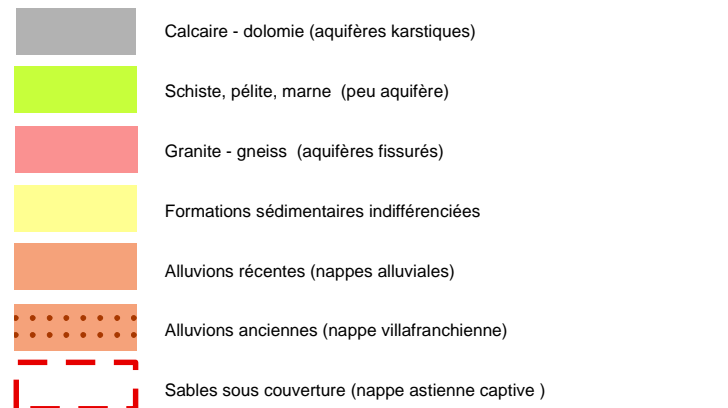 Calcaire - dolomie (aquifères karstiques)
Schiste, pélite, marne  (peu aquifère)
Granite - gneiss  (aquifères fissurés)
Formations sédimentaires indifférenciées
Alluvions récentes (nappes alluviales)
Alluvions anciennes (nappe villafranchienne)
Sables sous couverture (nappe astienne captive )